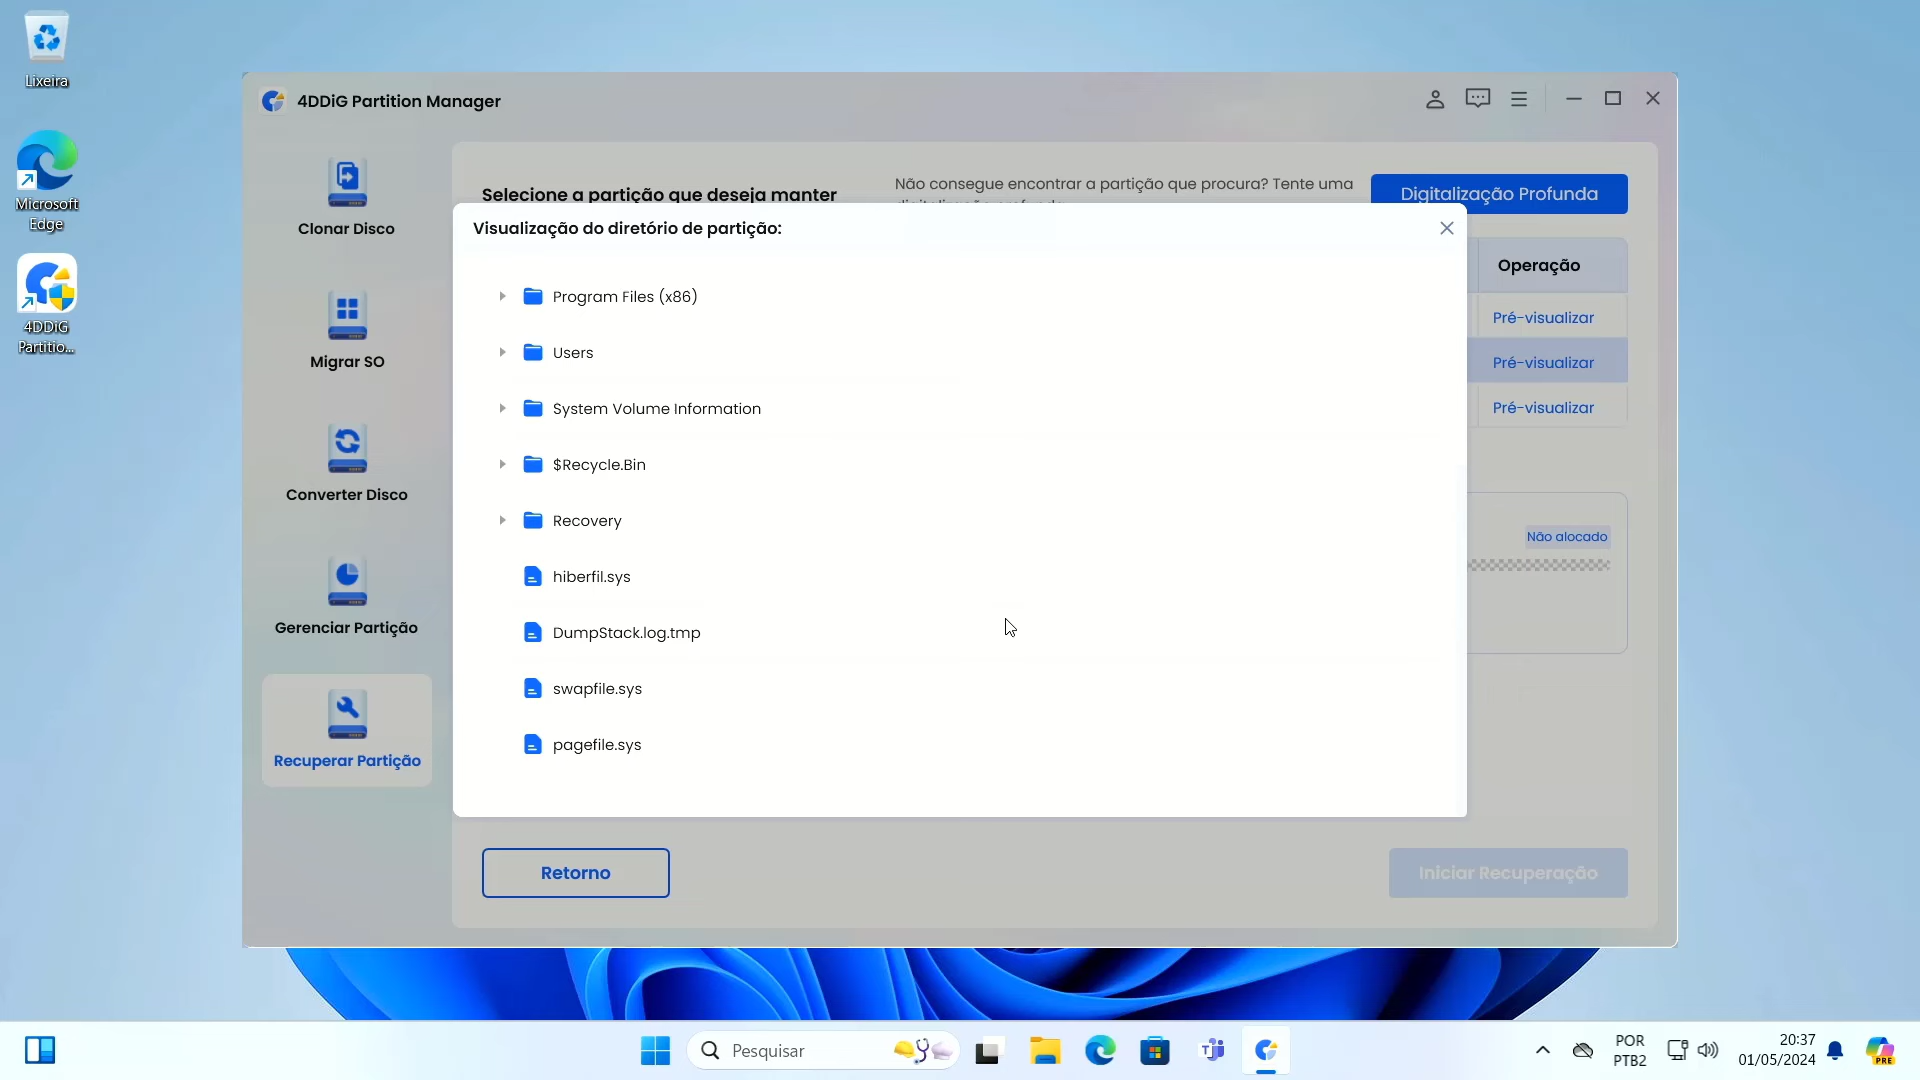 Lixeira
Microsoft
Edge
4DDiG
Partitio...
4DDiG Partition Manager
Clonar Disco
Migrar SO
Converter Disco
Gerenciar Partição
Recuperar Partição
Selecione a partição que deseja manter
Não consegue encontrar a partição que procura? Tente uma
Digitalização Profunda
Visualização do diretório de partição:
Program Files (x86)
Users
System Volume Information
$Recycle.Bin
Recovery
hiberfil.sys
DumpStack.log.tmp
swapfile.sys
pagefile.sys
Operação
Pré-visualizar
Pré-visualizar
Pré-visualizar
Não alocado
Retorno
Iniciar Recuperação
Pesquisar
POR
PTB2
20:37
01/05/2024
PRE